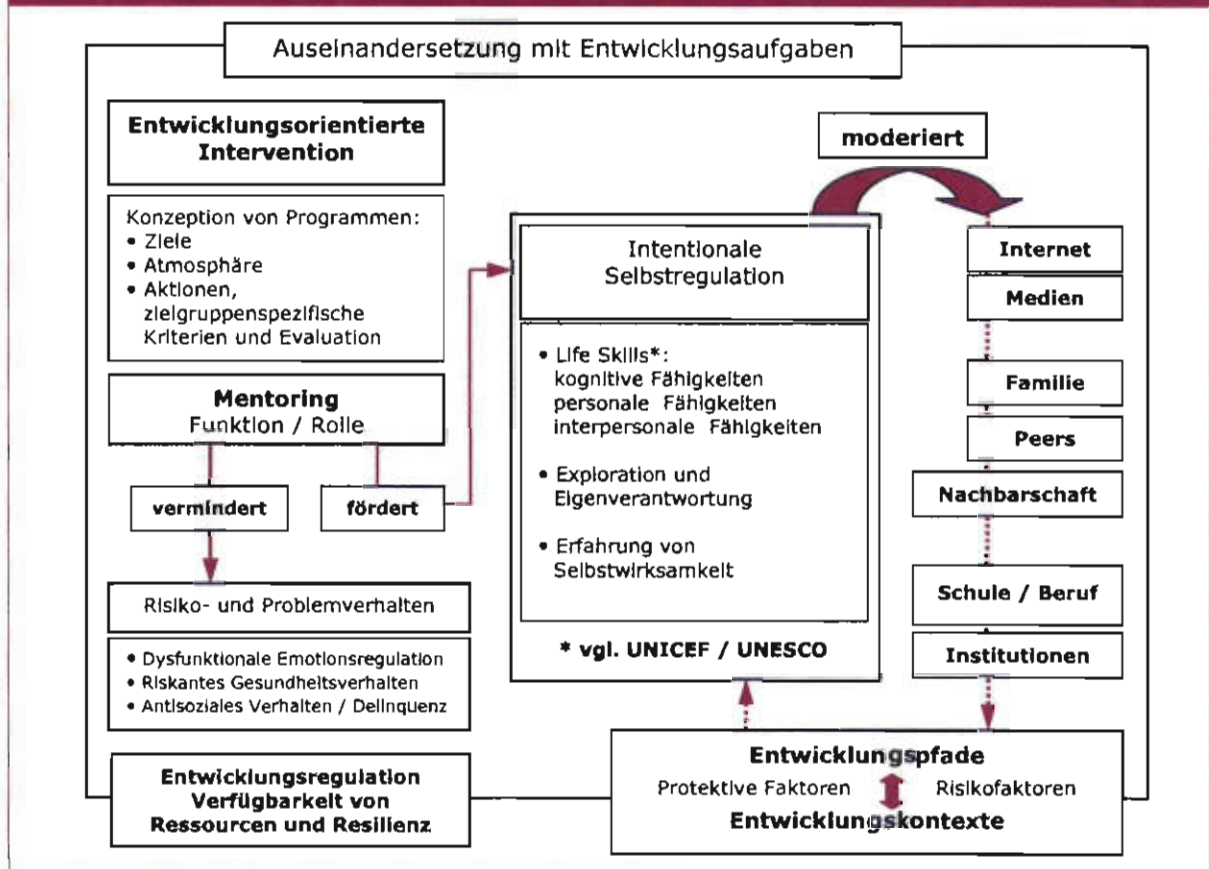 Auseinandersetzung mit Entwicklungsaufgaben
Entwicklungsorientierte
Intervention
Konzeption von Programmen:
• Ziele
• Atmosphäre
• Aktionen,
zielgruppenspezifische
Kriterien und Evaluation
Mentoring
Funktion / Rolle
vermindert
fördert
Risiko- und Problemverhalten
• Dysfunktionale Emotionsregulation
• Riskantes Gesundheitsverhalten
• Antisoziales Verhalten / Delinquenz
Entwicklungsregulation
Verfügbarkeit von
Ressourcen und Resilienz
Intentionale
Selbstregulation
• Life Skills*:
kognitive Fähigkeiten
personale Fähigkeiten
interpersonale Fähigkeiten
• Exploration und
Eigenverantwortung
• Erfahrung von
Selbstwirksamkeit
* vgl. UNICEF / UNESCO
moderiert
Internet
Medien
Familie
Peers
Nachbarschaft
Schule / Beruf
Institutionen
Entwicklungspfade
Protektive Faktoren Risikofaktoren
Entwicklungskontexte